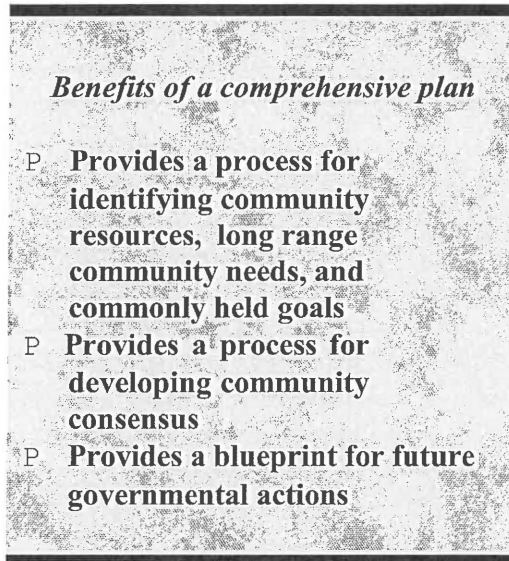 Benefits of a comprehensive plan
P Provides a process for
identifying community
resources, long range
community needs, and
commonly held goals
P Provides a process for
developing community
consensus
P Provides a blueprint for future
governmental actions